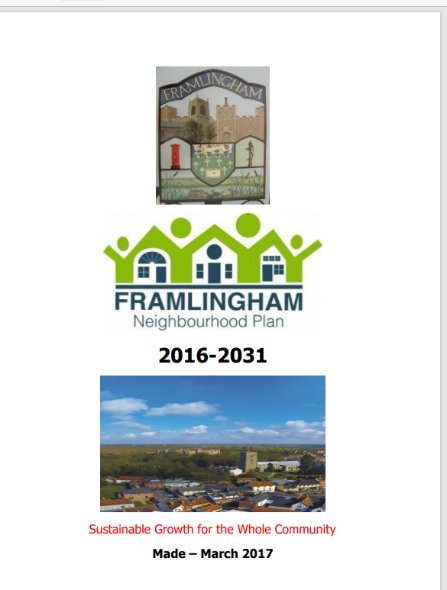 FRAMLINGHAM
FRAMLINGHAM
Neighbourhood Plan
2016-2031
Sustainable Growth for the Whole Community
Made – March 2017